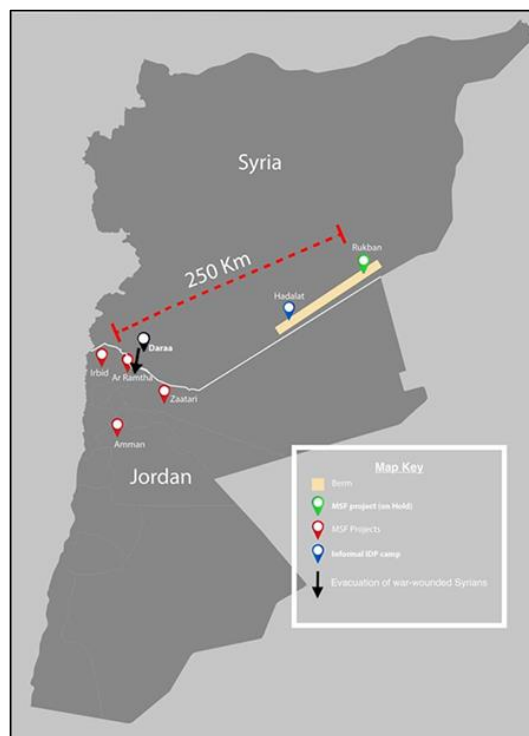 Syria
Rukban
250 Km
Hadalat
Daraa
Irbid
Ar Ramtha
Zaatari
Amman
Jordan
Map Key
Berm
MSF project (on Hold)
MSF Projects
Informal IDP camp
Evacuation of war-wounded Syrians